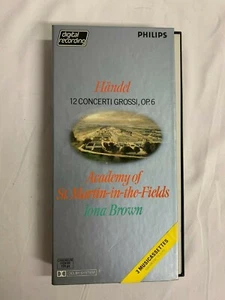 digital
recording
PHILIPS
Händel
12 CONCERTI GROSSI, OP. 6
Academy of
St. Martin-in-the-Fields
Iona Brown
3 MUSICASSETTES